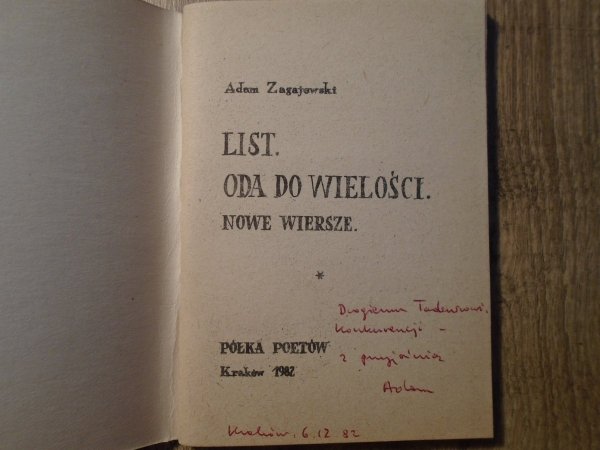 Adam Zagajewski
LIST.
ODA DO WIELOŚCI.
NOWE WIERSZE.
*
PÓŁKA POETÓW
Kraków 1982
Drogiemu Tadeuszowi,
Konkurencji –
z przyjaźnią
Adam
Kraków, 6.12.82